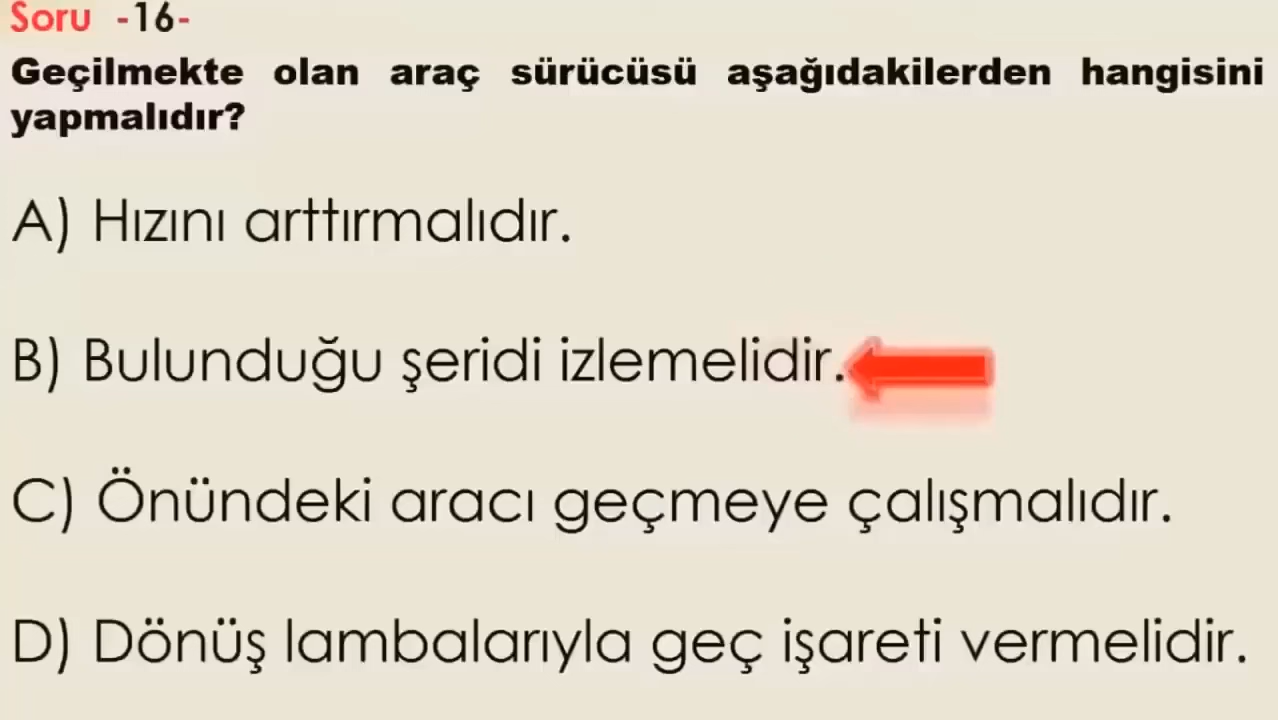 Soru -16-
Geçilmekte olan araç sürücüsü aşağıdakilerden hangisini
yapmalıdır?
A) Hızını arttırmalıdır.
B) Bulunduğu şeridi izlemelidir.
C) Önündeki aracı geçmeye çalışmalıdır.
D) Dönüş lambalarıyla geç işareti vermelidir.